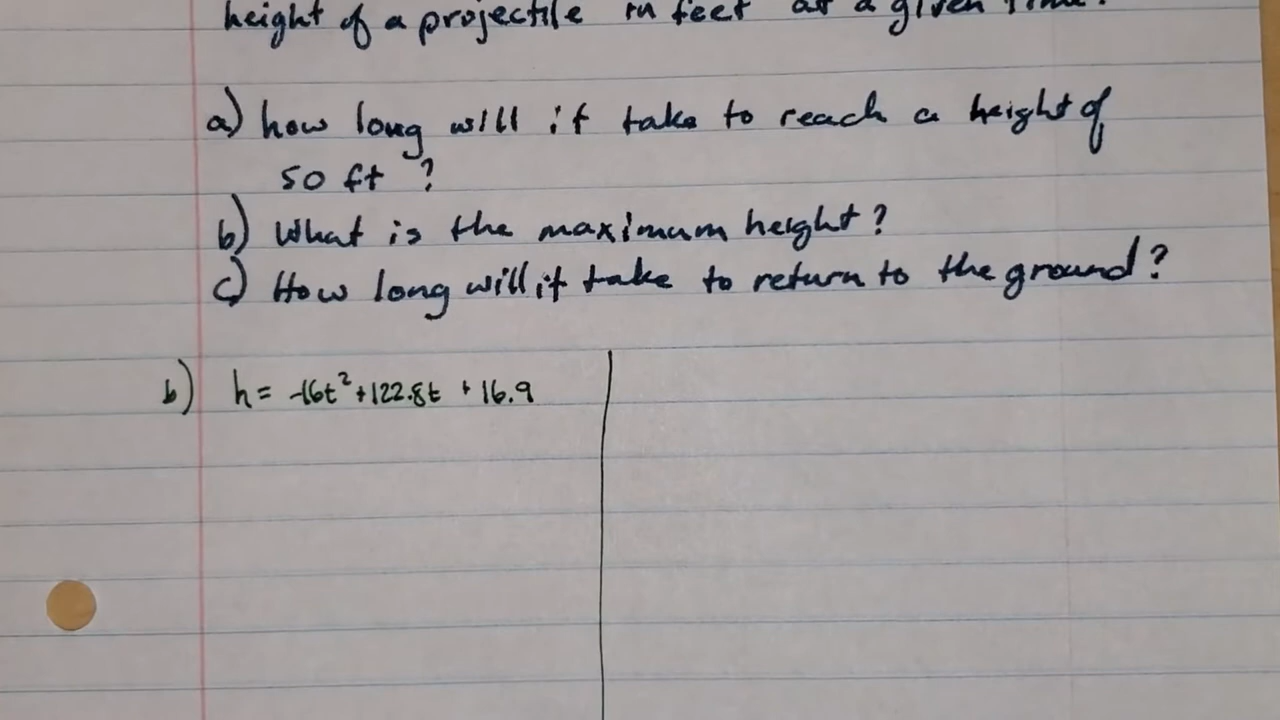 height of a projectile in feet at a given time.
a) how long will it take to reach a height of
50 ft ?
b) What is the maximum height?
c) How long will it take to return to the ground?
b) h = -16t²+122.8t + 16.9